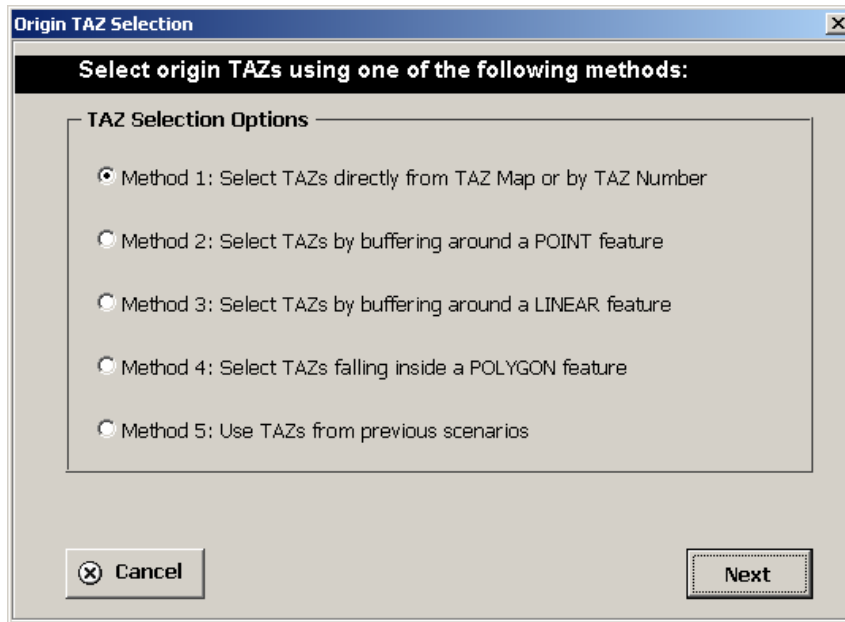 Origin TAZ Selection
Select origin TAZs using one of the following methods:
TAZ Selection Options
Method 1: Select TAZs directly from TAZ Map or by TAZ Number
Method 2: Select TAZs by buffering around a POINT feature
Method 3: Select TAZs by buffering around a LINEAR feature
Method 4: Select TAZs falling inside a POLYGON feature
Method 5: Use TAZs from previous scenarios
Cancel
Next